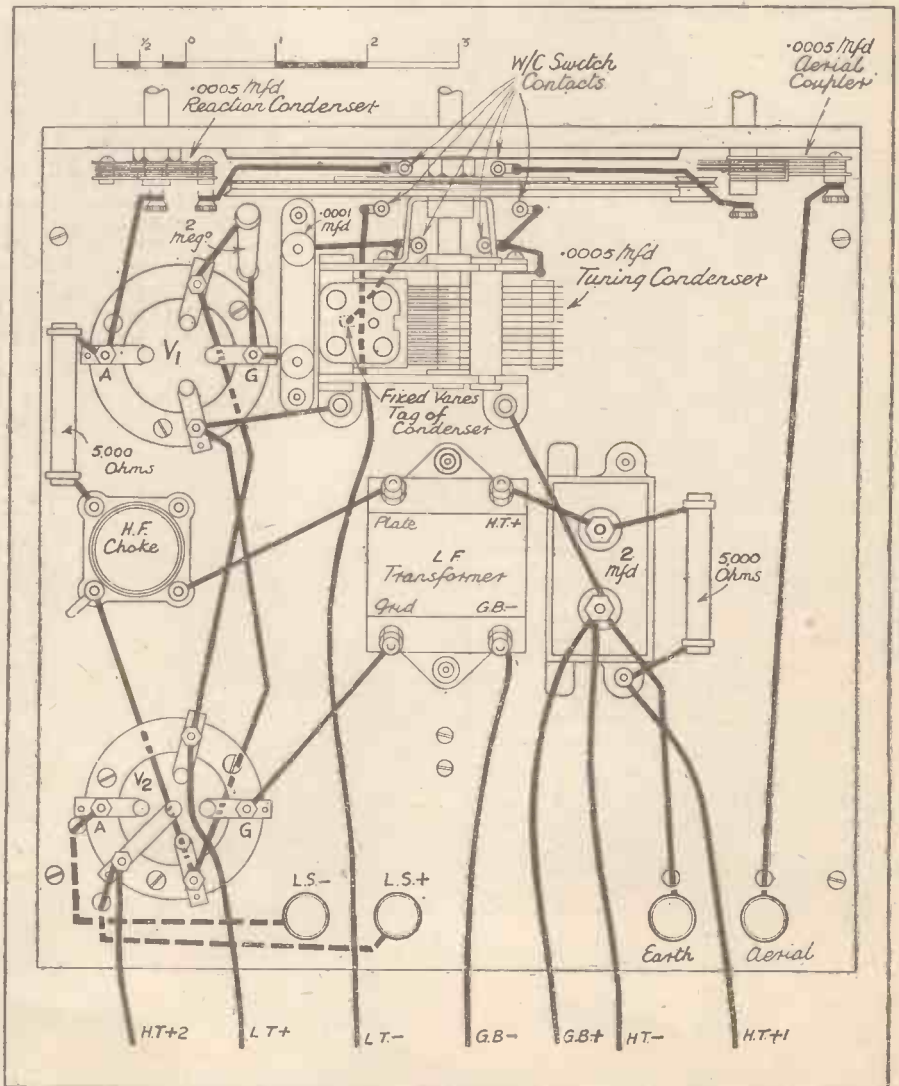 ½ 0 1 2 3
.0005 Mfd
Reaction Condenser
W/C Switch
Contacts
.0005 Mfd
Aerial
Coupler
2
meg°
.0001
mfd
.0005 Mfd
Tuning Condenser
V1
A
G
Fixed Vanes
Tag of
Condenser
5,000
Ohms
H.F.
Choke
Plate
H.T.+
L F
Transformer
Grid
G.B.-
2
mfd
5,000
Ohms
V2
A
G
L.S.-
L.S.+
Earth
Aerial
H.T.+2
L T.+
L T.-
G.B.-
G.B.+
H T.-
H.T.+1